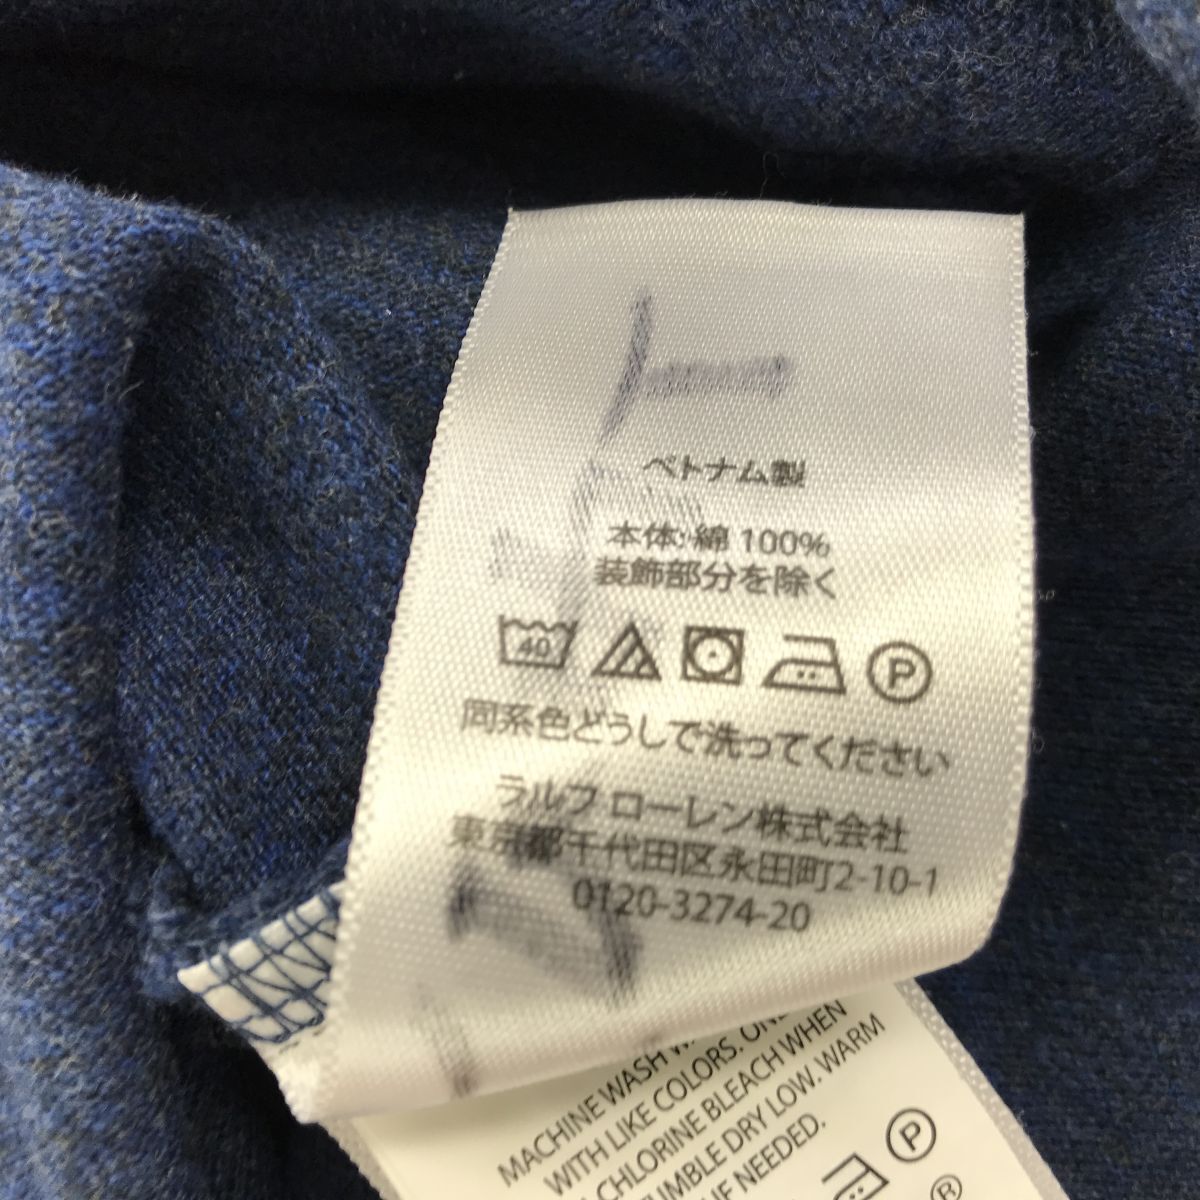 ベトナム製
本体:綿 100%
装飾部分を除く
40 P
同系色どうしで洗ってください
ラルフ ローレン株式会社
東京都千代田区永田町2-10-1
0120-3274-20
MACHINE WASH
WITH LIKE COLORS.
CHLORINE BLEACH WHEN
TUMBLE DRY LOW. WARM
IF NEEDED.
P